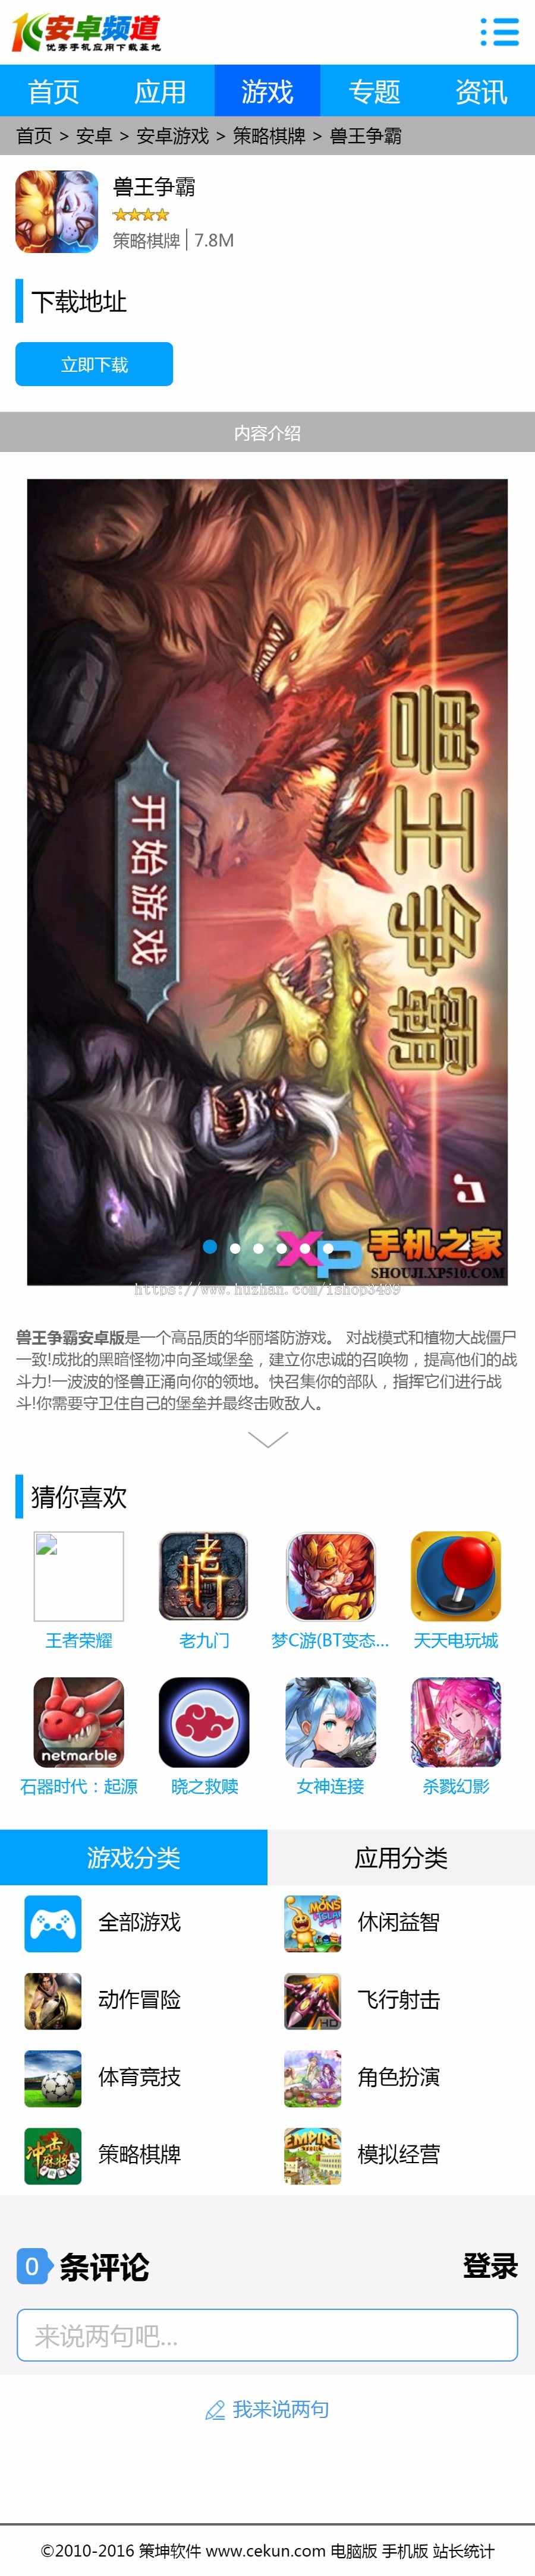 安卓频道
优秀手机应用下载基地
首页 应用 游戏 专题 资讯
首页 > 安卓 > 安卓游戏 > 策略棋牌 > 兽王争霸
兽王争霸
策略棋牌 | 7.8M
下载地址
立即下载
内容介绍
兽王争霸
开始游戏
XP 手机之家
SHOUJI.XP510.COM
https://www.huzhan.com/ishop3489
兽王争霸安卓版是一个高品质的华丽塔防游戏。 对战模式和植物大战僵尸
一致!成批的黑暗怪物冲向圣域堡垒，建立你忠诚的召唤物，提高他们的战
斗力!一波波的怪兽正涌向你的领地。快召集你的部队，指挥它们进行战
斗!你需要守卫住自己的堡垒并最终击败敌人。
猜你喜欢
老九门
王者荣耀 老九门 梦C游(BT变态... 天天电玩城
netmarble
石器时代：起源 晓之救赎 女神连接 杀戮幻影
游戏分类 应用分类
全部游戏 休闲益智
动作冒险 飞行射击
HD
体育竞技 角色扮演
冲击麻将 EMPIRE
策略棋牌 模拟经营
0 条评论 登录
来说两句吧...
我来说两句
©2010-2016 策坤软件 www.cekun.com 电脑版 手机版 站长统计